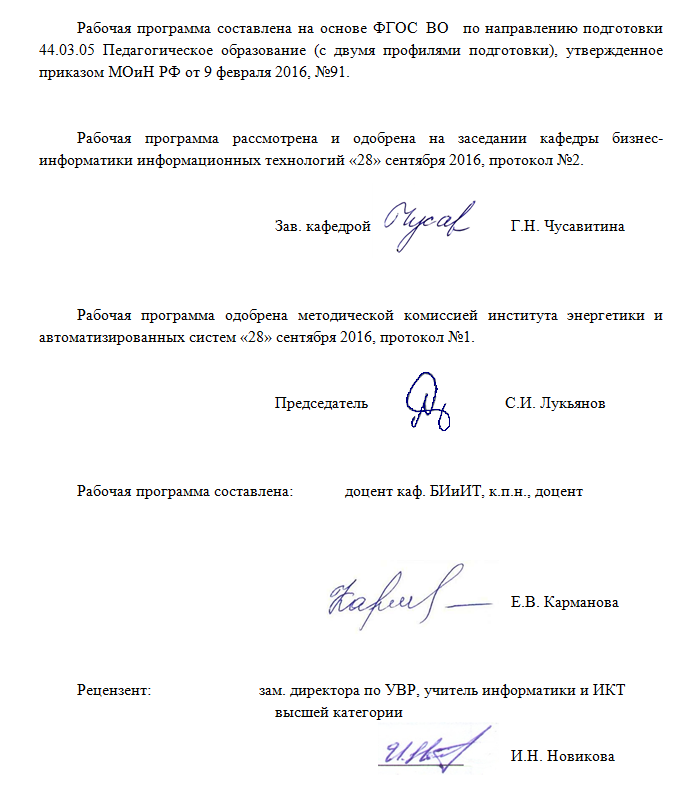 Рабочая программа составлена на основе ФГОС ВО по направлению подготовки
44.03.05 Педагогическое образование (с двумя профилями подготовки), утвержденное
приказом МОиН РФ от 9 февраля 2016, №91.
Рабочая программа рассмотрена и одобрена на заседании кафедры бизнес-
информатики информационных технологий «28» сентября 2016, протокол №2.
Зав. кафедрой Чусав Г.Н. Чусавитина
Рабочая программа одобрена методической комиссией института энергетики и
автоматизированных систем «28» сентября 2016, протокол №1.
Председатель С.И. Лукьянов
Рабочая программа составлена: доцент каф. БИиИТ, к.п.н., доцент
Е.В. Карманова
Рецензент: зам. директора по УВР, учитель информатики и ИКТ
высшей категории
И.Н. Новикова